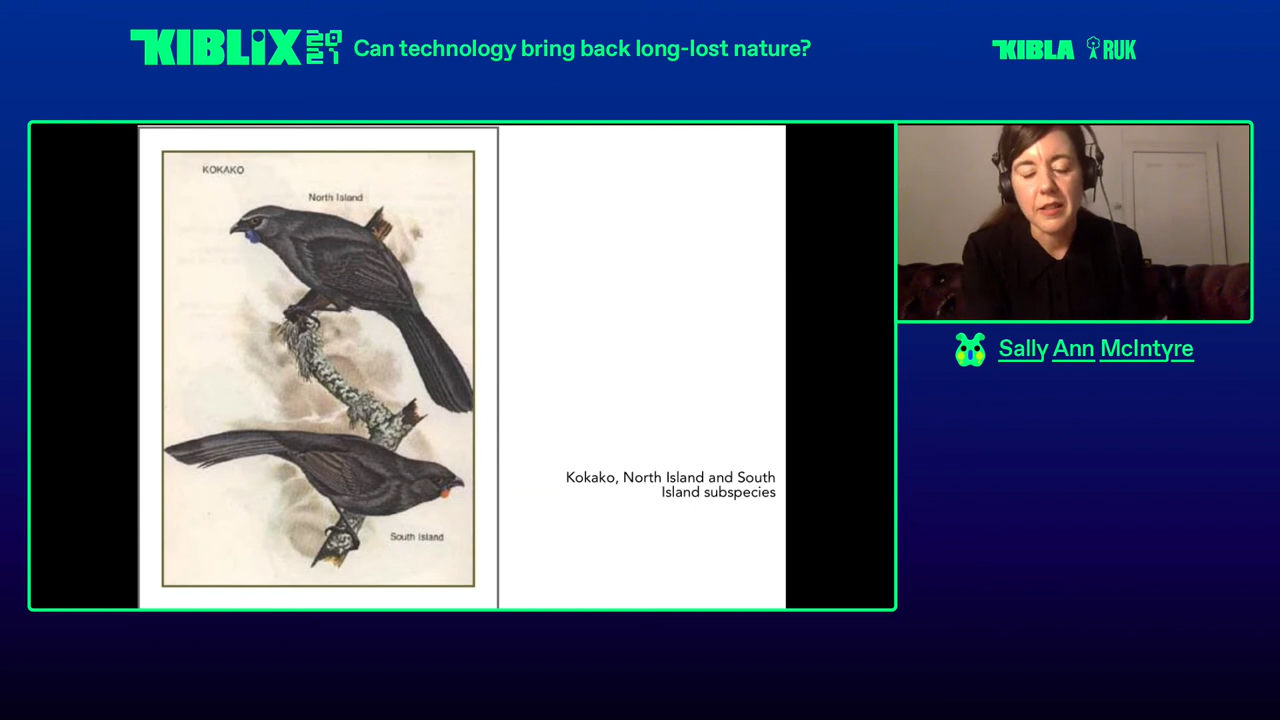 KIBLIX 2021
Can technology bring back long-lost nature?
KIBLA
RUK
KOKAKO
North Island
South Island
Kokako, North Island and South
Island subspecies
Sally Ann McIntyre